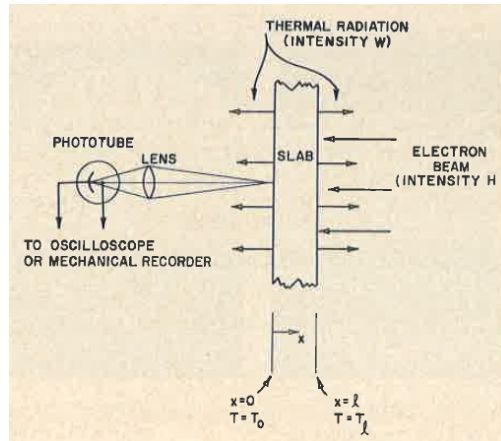 THERMAL RADIATION
(INTENSITY W)
PHOTOTUBE
LENS
SLAB
ELECTRON
BEAM
(INTENSITY H
TO OSCILLOSCOPE
OR MECHANICAL RECORDER
x
x=0
T=T₀
x=ℓ
T=Tℓ